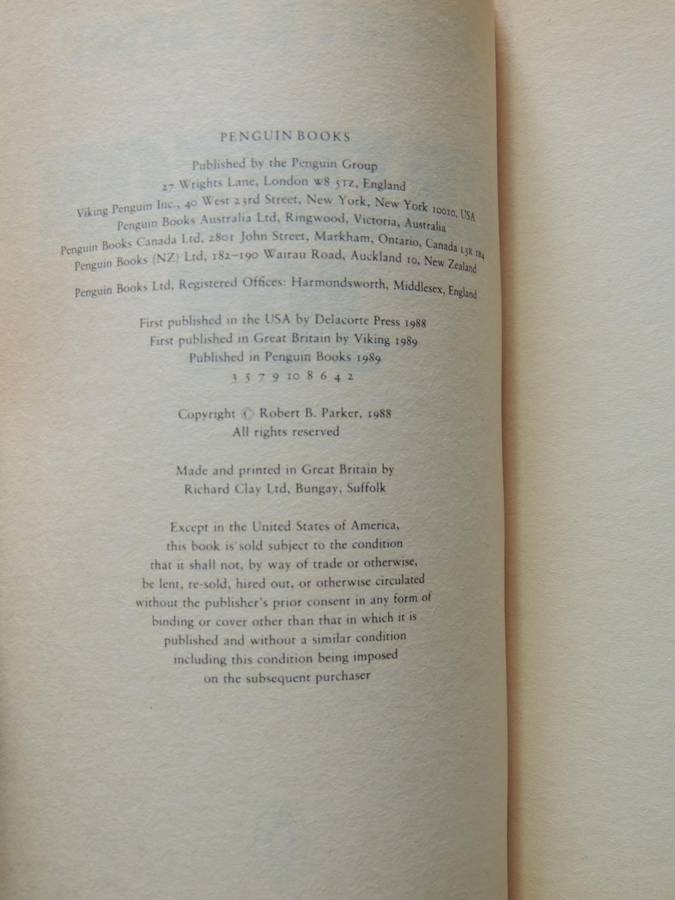 PENGUIN BOOKS
Published by the Penguin Group
27 Wrights Lane, London W8 5TZ, England
Viking Penguin Inc., 40 West 23rd Street, New York, New York 10010, USA
Penguin Books Australia Ltd, Ringwood, Victoria, Australia
Penguin Books Canada Ltd, 2801 John Street, Markham, Ontario, Canada L3R 1B4
Penguin Books (NZ) Ltd, 182–190 Wairau Road, Auckland 10, New Zealand
Penguin Books Ltd, Registered Offices: Harmondsworth, Middlesex, England
First published in the USA by Delacorte Press 1988
First published in Great Britain by Viking 1989
Published in Penguin Books 1989
3 5 7 9 10 8 6 4 2
Copyright © Robert B. Parker, 1988
All rights reserved
Made and printed in Great Britain by
Richard Clay Ltd, Bungay, Suffolk
Except in the United States of America,
this book is sold subject to the condition
that it shall not, by way of trade or otherwise,
be lent, re-sold, hired out, or otherwise circulated
without the publisher's prior consent in any form of
binding or cover other than that in which it is
published and without a similar condition
including this condition being imposed
on the subsequent purchaser